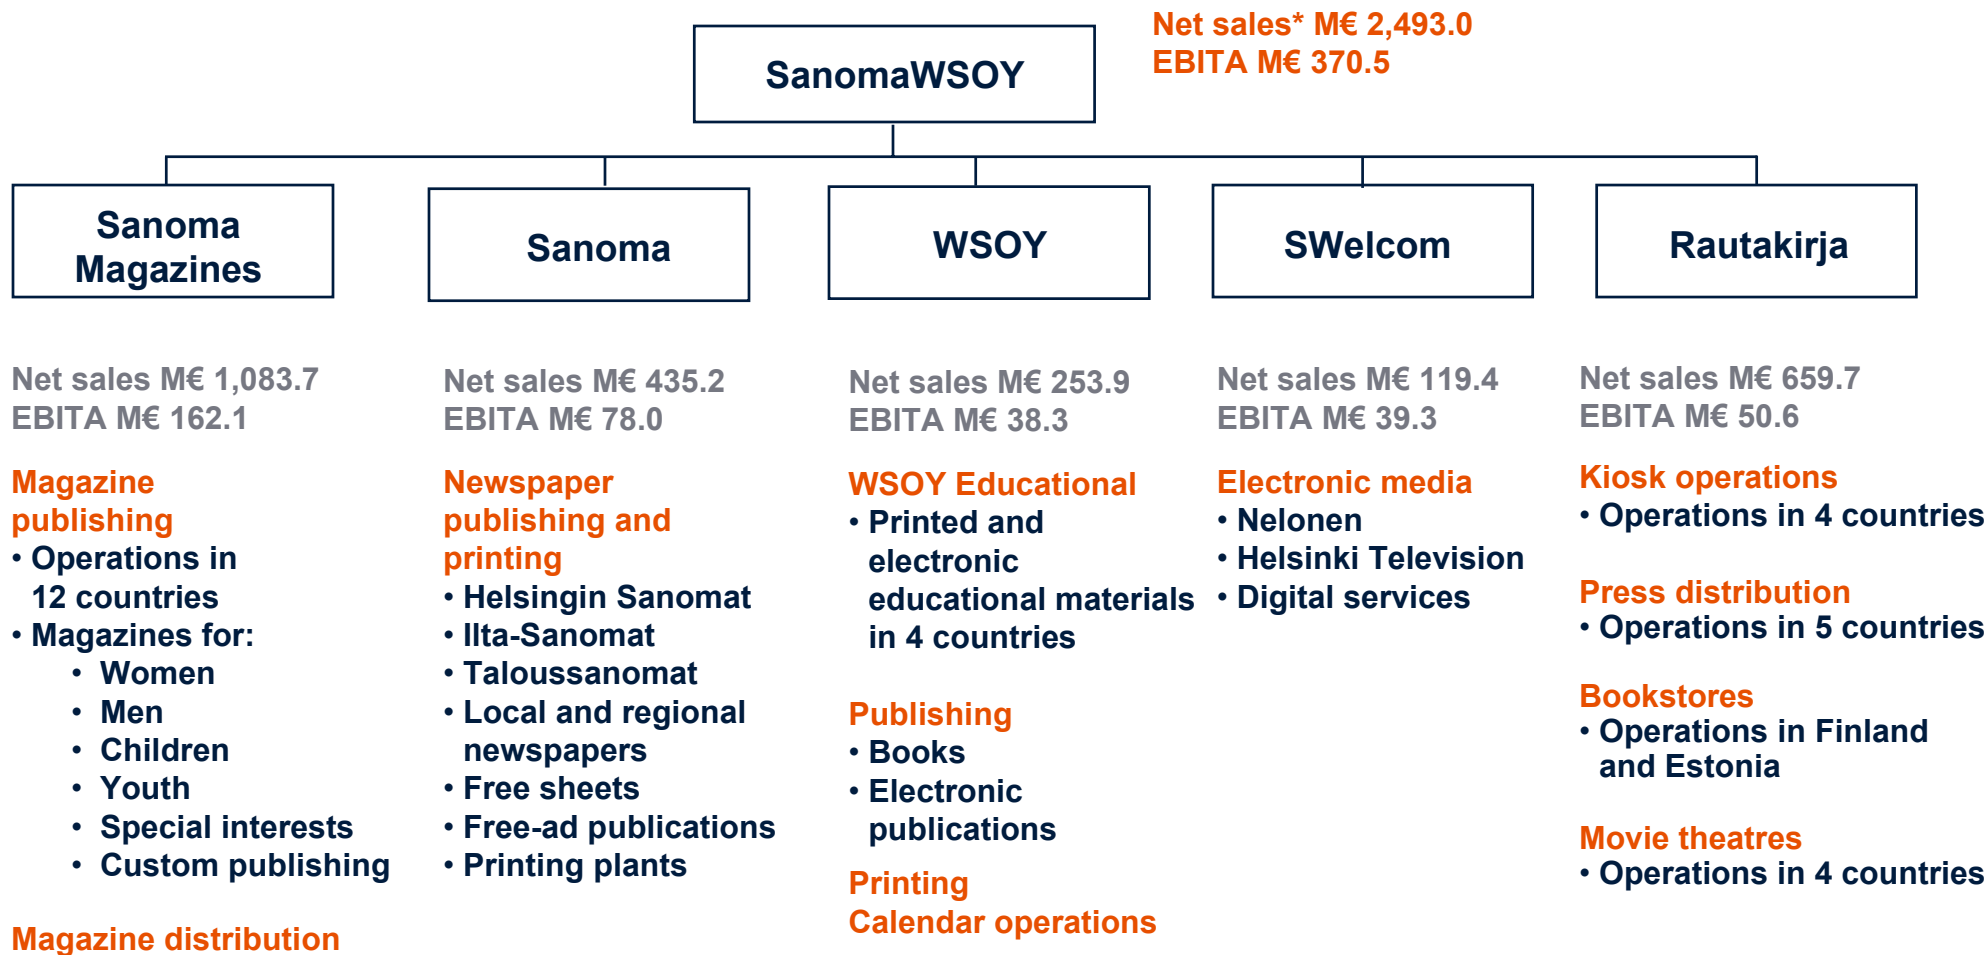 Net sales* M€ 2,493.0
EBITA M€ 370.5
SanomaWSOY
Sanoma
Magazines
Net sales M€ 1,083.7
EBITA M€ 162.1
Magazine
publishing
• Operations in
12 countries
• Magazines for:
• Women
• Men
• Children
• Youth
• Special interests
• Custom publishing
Magazine distribution
Sanoma
Net sales M€ 435.2
EBITA M€ 78.0
Newspaper
publishing and
printing
• Helsingin Sanomat
• Ilta-Sanomat
• Taloussanomat
• Local and regional
newspapers
• Free sheets
• Free-ad publications
• Printing plants
WSOY
Net sales M€ 253.9
EBITA M€ 38.3
WSOY Educational
• Printed and
electronic
educational materials
in 4 countries
Publishing
• Books
• Electronic
publications
Printing
Calendar operations
SWelcom
Net sales M€ 119.4
EBITA M€ 39.3
Electronic media
• Nelonen
• Helsinki Television
• Digital services
Rautakirja
Net sales M€ 659.7
EBITA M€ 50.6
Kiosk operations
• Operations in 4 countries
Press distribution
• Operations in 5 countries
Bookstores
• Operations in Finland
and Estonia
Movie theatres
• Operations in 4 countries